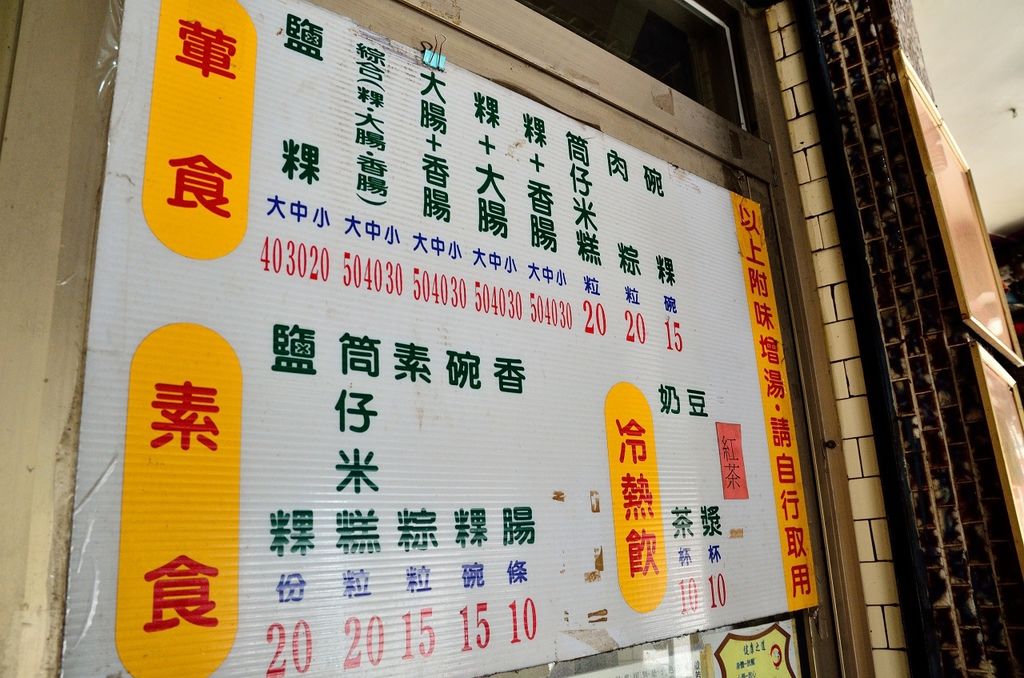 葷食
鹽粿
大中小
403020
綜合(粿·大腸·香腸)
大中小
504030
大腸+香腸
大中小
504030
粿+大腸
大中小
504030
粿+香腸
大中小
504030
筒仔米糕
粒
20
肉粽
粒
20
碗粿
碗
15
以上附味增湯·請自行取用
素食
鹽粿
份
20
筒仔米糕
粒
20
素粽
粒
15
碗粿
碗
15
香腸
條
10
冷熱飲
奶茶
杯
10
豆漿
杯
10
紅茶